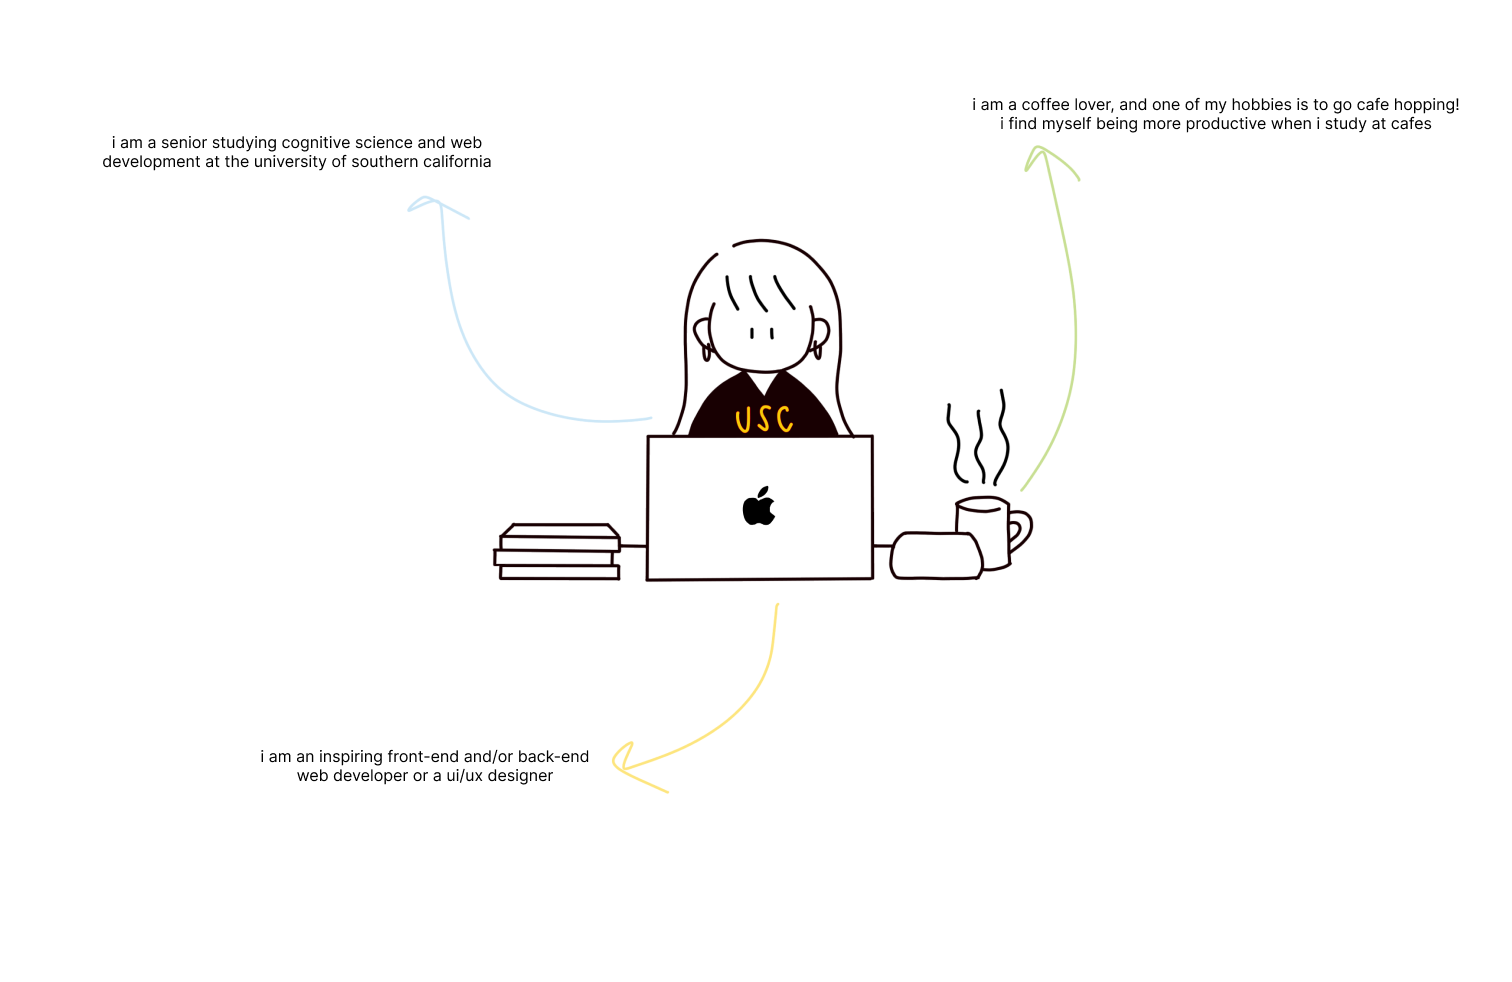 i am a coffee lover, and one of my hobbies is to go cafe hopping!
i find myself being more productive when i study at cafes
i am a senior studying cognitive science and web
development at the university of southern california
USC
i am an inspiring front-end and/or back-end
web developer or a ui/ux designer